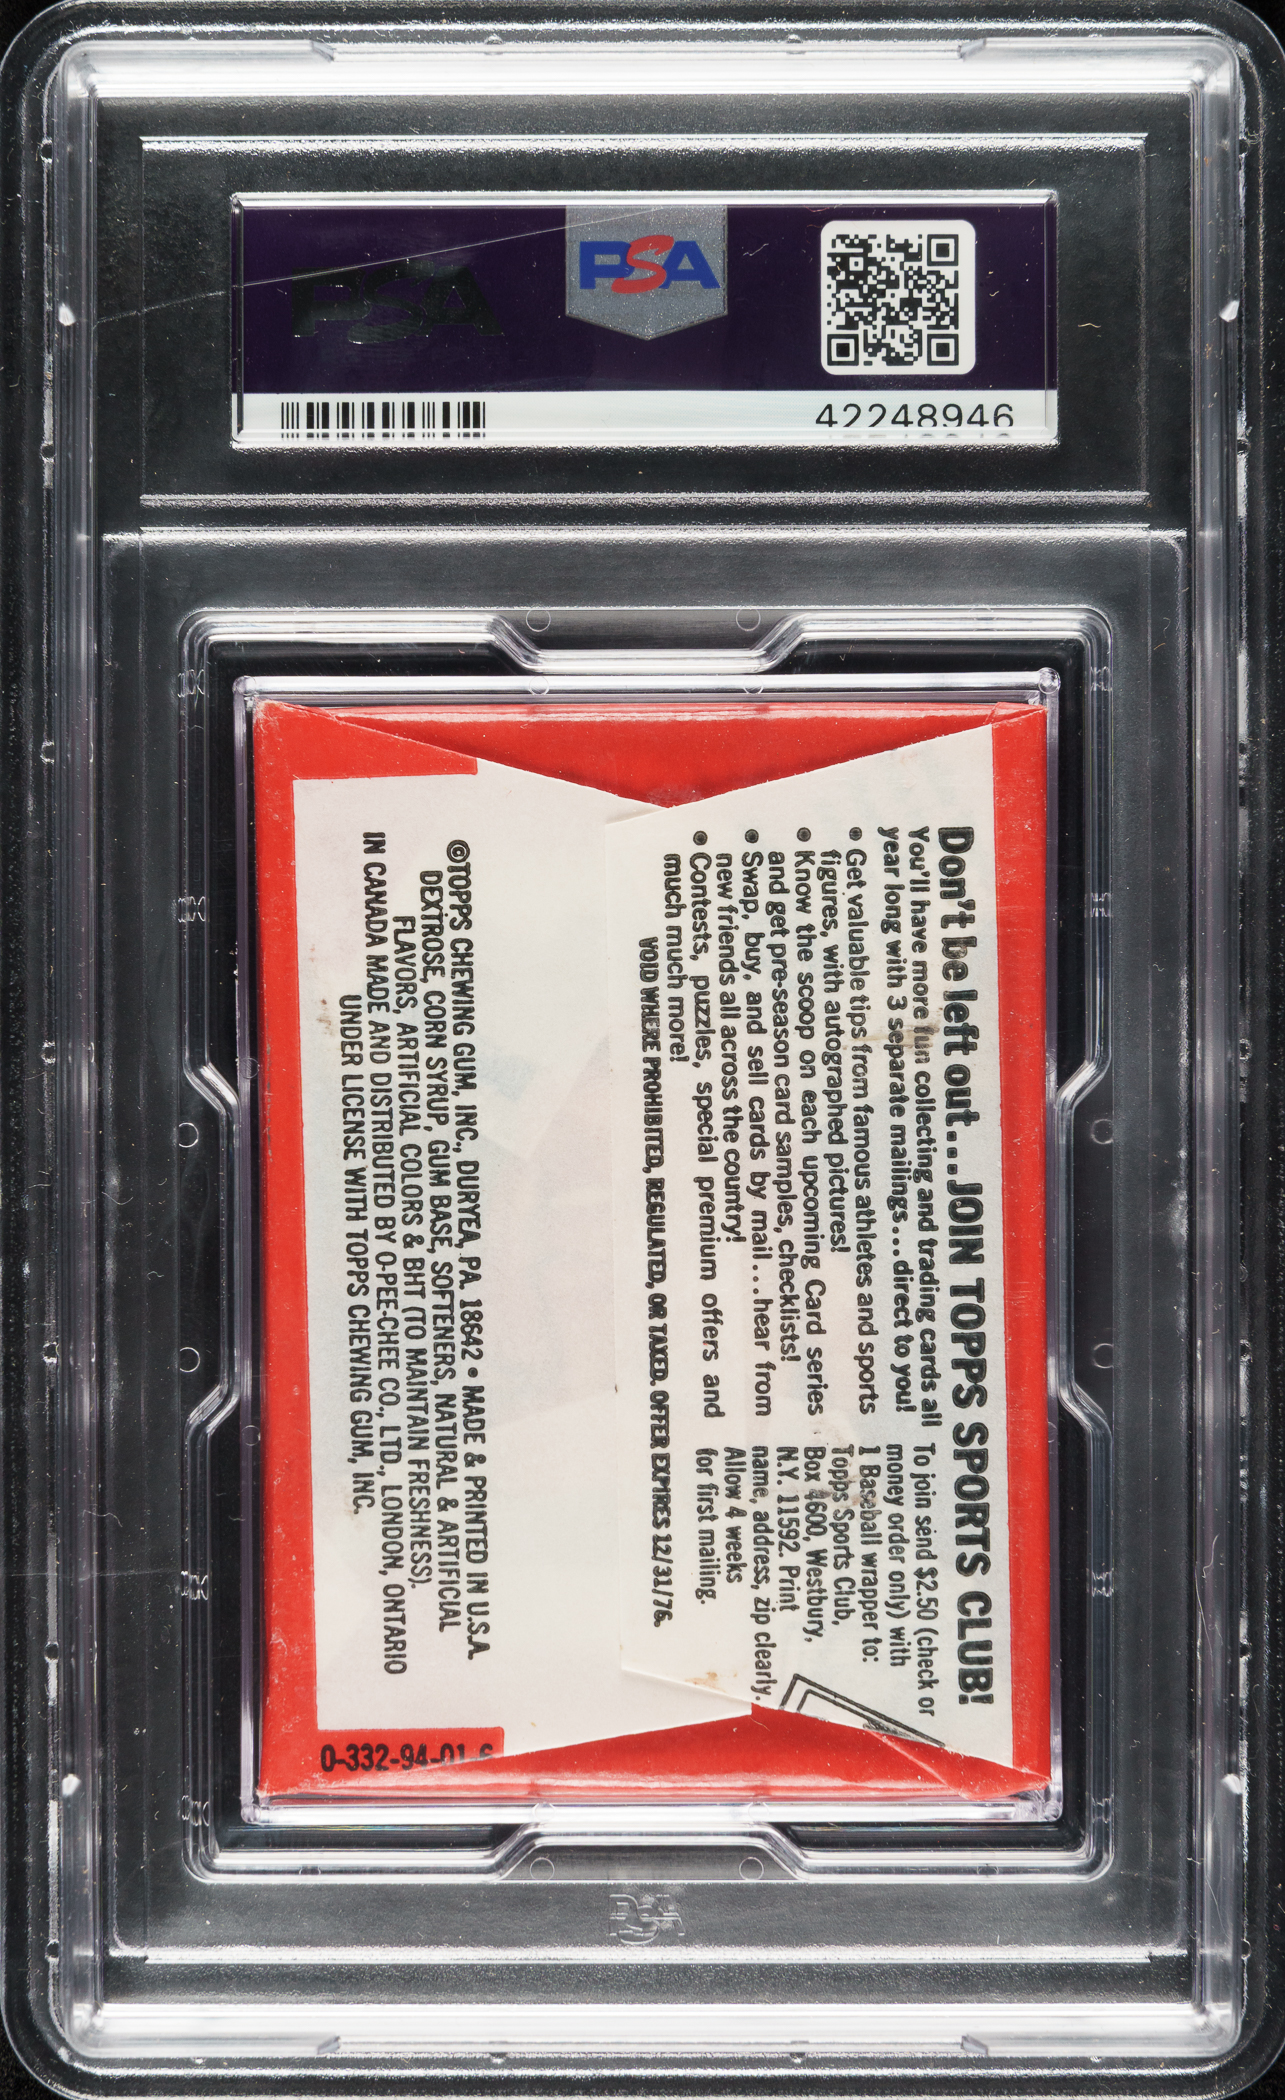 PSA
PSA
42248946
Don't be left out...JOIN TOPPS SPORTS CLUB!
You'll have more fun collecting and trading cards all
year long with 3 separate mailings...direct to you!
• Get valuable tips from famous athletes and sports
figures, with autographed pictures!
• Know the scoop on each upcoming Card series
and get pre-season card samples, checklists!
• Swap, buy, and sell cards by mail...hear from
new friends all across the country!
• Contests, puzzles, special premium offers and
much much more!
To join send $2.50 (check or
money order only) with
1 Baseball wrapper to:
Topps Sports Club,
Box 4600, Westbury,
N.Y. 11592. Print
name, address, zip clearly.
Allow 4 weeks
for first mailing.
VOID WHERE PROHIBITED, REGULATED, OR TAXED. OFFER EXPIRES 12/31/76.
©TOPPS CHEWING GUM, INC., DURYEA, PA. 18642 • MADE & PRINTED IN U.S.A.
DEXTROSE, CORN SYRUP, GUM BASE, SOFTENERS, NATURAL & ARTIFICIAL
FLAVORS, ARTIFICIAL COLORS & BHT (TO MAINTAIN FRESHNESS).
IN CANADA MADE AND DISTRIBUTED BY O-PEE-CHEE CO., LTD., LONDON, ONTARIO
UNDER LICENSE WITH TOPPS CHEWING GUM, INC.
0-332-94-01-6
PSA